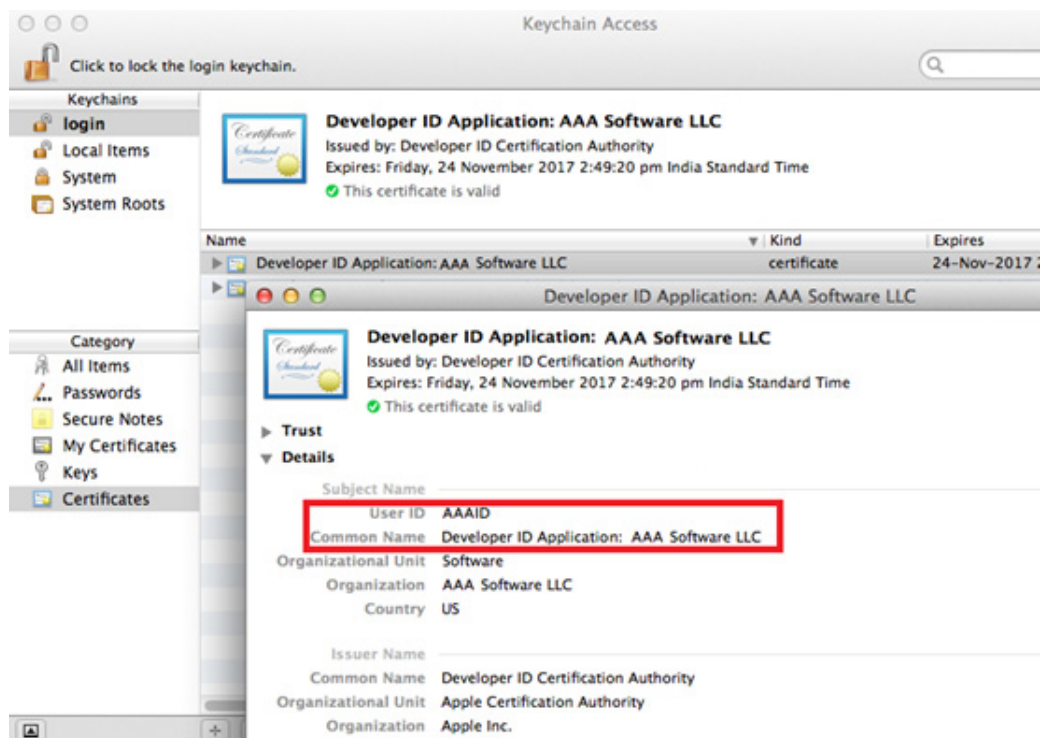 Keychain Access
Click to lock the login keychain.
Keychains
login
Local Items
System
System Roots
Certificate
Standard
Developer ID Application: AAA Software LLC
Issued by: Developer ID Certification Authority
Expires: Friday, 24 November 2017 2:49:20 pm India Standard Time
This certificate is valid
Name Kind Expires
Developer ID Application: AAA Software LLC certificate 24-Nov-2017 2
Developer ID Application: AAA Software LLC
Certificate
Standard
Developer ID Application: AAA Software LLC
Issued by: Developer ID Certification Authority
Expires: Friday, 24 November 2017 2:49:20 pm India Standard Time
This certificate is valid
Trust
Details
Subject Name
User ID AAAID
Common Name Developer ID Application: AAA Software LLC
Organizational Unit Software
Organization AAA Software LLC
Country US
Issuer Name
Common Name Developer ID Certification Authority
Organizational Unit Apple Certification Authority
Organization Apple Inc.
Category
All Items
Passwords
Secure Notes
My Certificates
Keys
Certificates